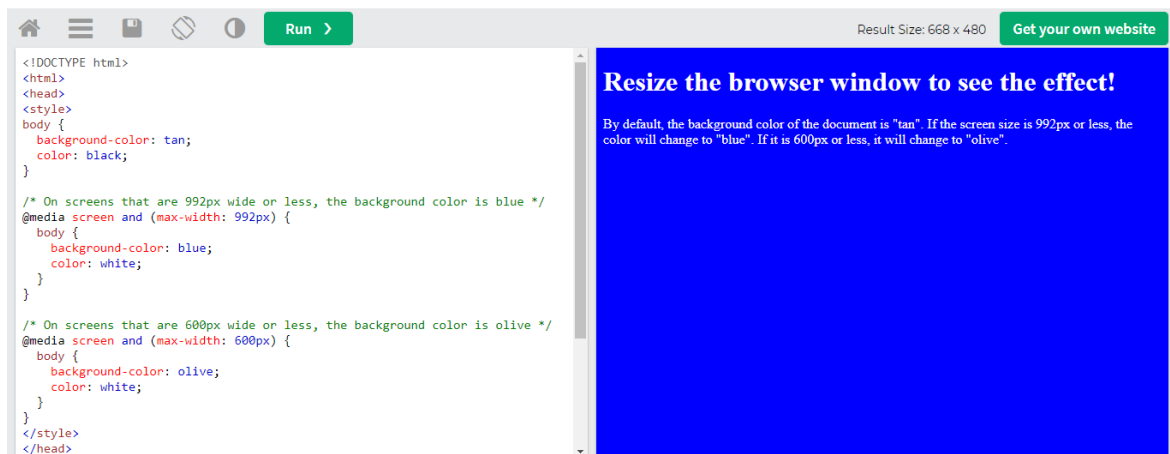 Run ❯
Result Size: 668 x 480
Get your own website
<!DOCTYPE html>
<html>
<head>
<style>
body {
  background-color: tan;
  color: black;
}

/* On screens that are 992px wide or less, the background color is blue */
@media screen and (max-width: 992px) {
  body {
    background-color: blue;
    color: white;
  }
}

/* On screens that are 600px wide or less, the background color is olive */
@media screen and (max-width: 600px) {
  body {
    background-color: olive;
    color: white;
  }
}
</style>
</head>
Resize the browser window to see the effect!
By default, the background color of the document is "tan". If the screen size is 992px or less, the
color will change to "blue". If it is 600px or less, it will change to "olive".